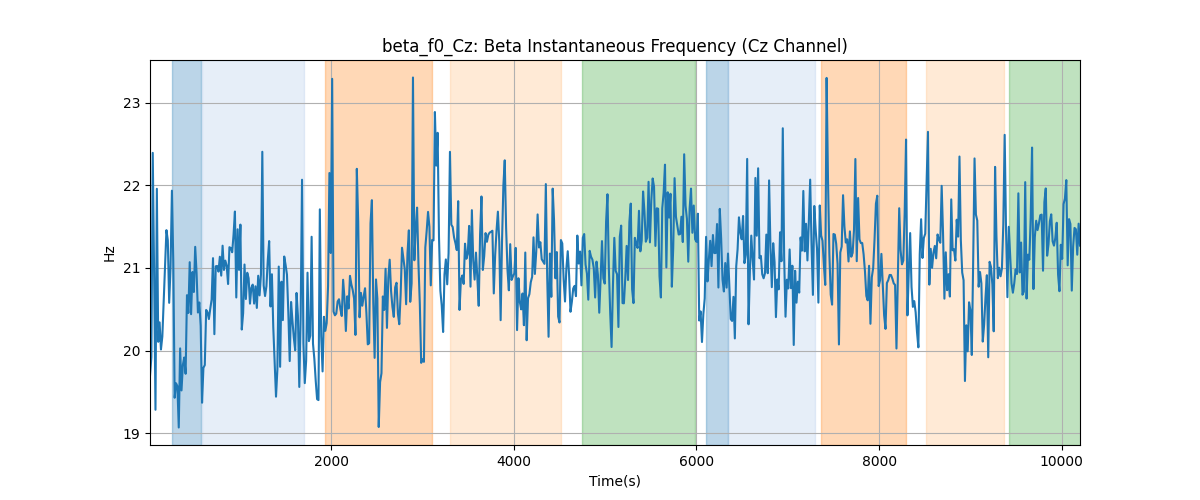 beta_f0_Cz: Beta Instantaneous Frequency (Cz Channel)
23
22
21
20
19
Hz
2000 4000 6000 8000 10000
Time(s)